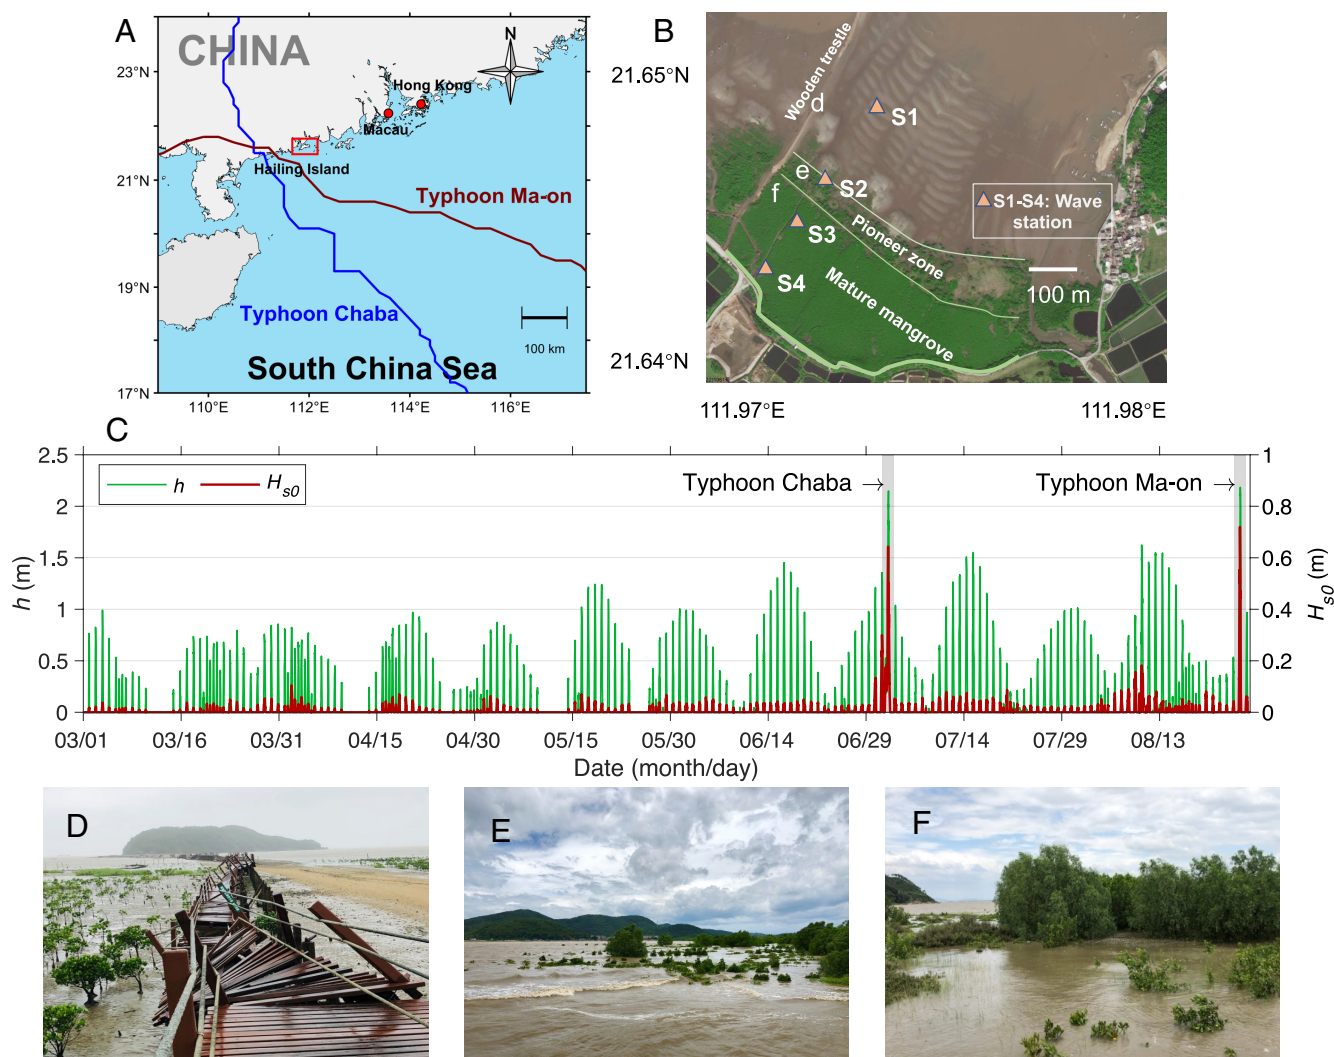 A
CHINA
N
23°N
21°N
19°N
17°N
Hong Kong
Macau
Hailing Island
Typhoon Ma-on
Typhoon Chaba
100 km
South China Sea
110°E
112°E
114°E
116°E
B
21.65°N
21.64°N
Wooden trestle
d
S1
e
S2
f
S3
S4
Pioneer zone
Mature mangrove
S1-S4: Wave
station
100 m
111.97°E
111.98°E
C
2.5
2
1.5
1
0.5
0
h (m)
h
Hs0
Typhoon Chaba →
Typhoon Ma-on →
1
0.8
0.6
0.4
0.2
0
Hs0 (m)
03/01
03/16
03/31
04/15
04/30
05/15
05/30
06/14
06/29
07/14
07/29
08/13
Date (month/day)
D
E
F